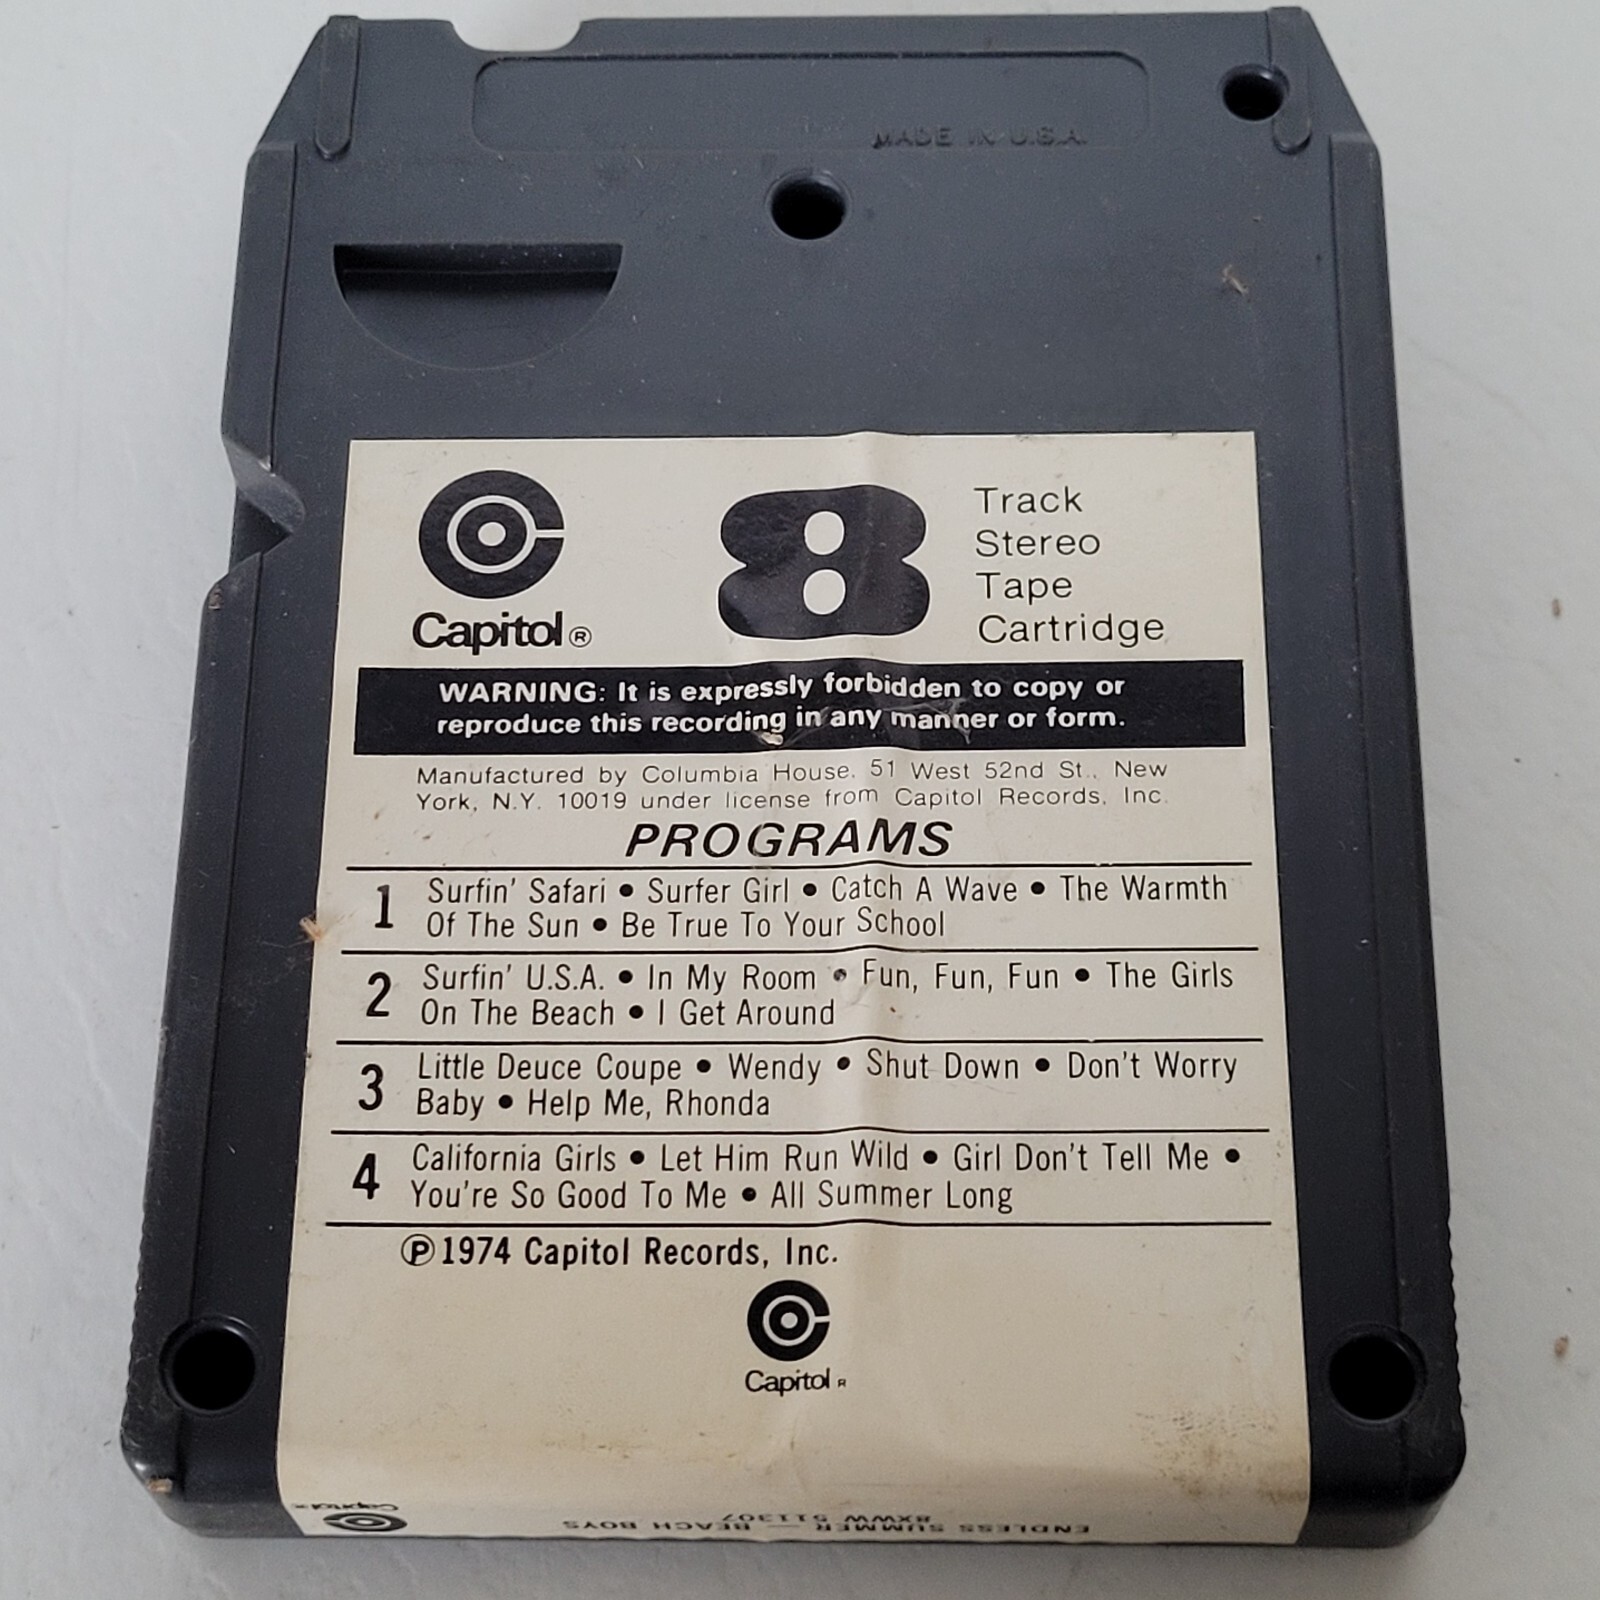 MADE IN U.S.A.
Capitol®
8
Track
Stereo
Tape
Cartridge
WARNING: It is expressly forbidden to copy or
reproduce this recording in any manner or form.
Manufactured by Columbia House, 51 West 52nd St., New
York, N.Y. 10019 under license from Capitol Records, Inc.
PROGRAMS
1 Surfin' Safari • Surfer Girl • Catch A Wave • The Warmth
Of The Sun • Be True To Your School
2 Surfin' U.S.A. • In My Room • Fun, Fun, Fun • The Girls
On The Beach • I Get Around
3 Little Deuce Coupe • Wendy • Shut Down • Don't Worry
Baby • Help Me, Rhonda
4 California Girls • Let Him Run Wild • Girl Don't Tell Me •
You're So Good To Me • All Summer Long
℗1974 Capitol Records, Inc.
Capitol R
ENDLESS SUMMER — BEACH BOYS
8XWW 511307
Capitol